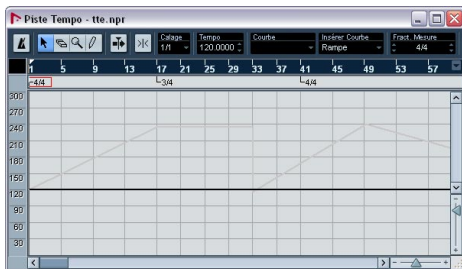 Piste Tempo - tte.npr
Calage Tempo Courbe Insérer Courbe Fract. Mesure
1/1 120.0000 Rampe 4/4
1 5 9 13 17 21 25 29 33 37 41 45 49 53 57
4/4 3/4 4/4
300
270
240
210
180
150
120
90
60
30